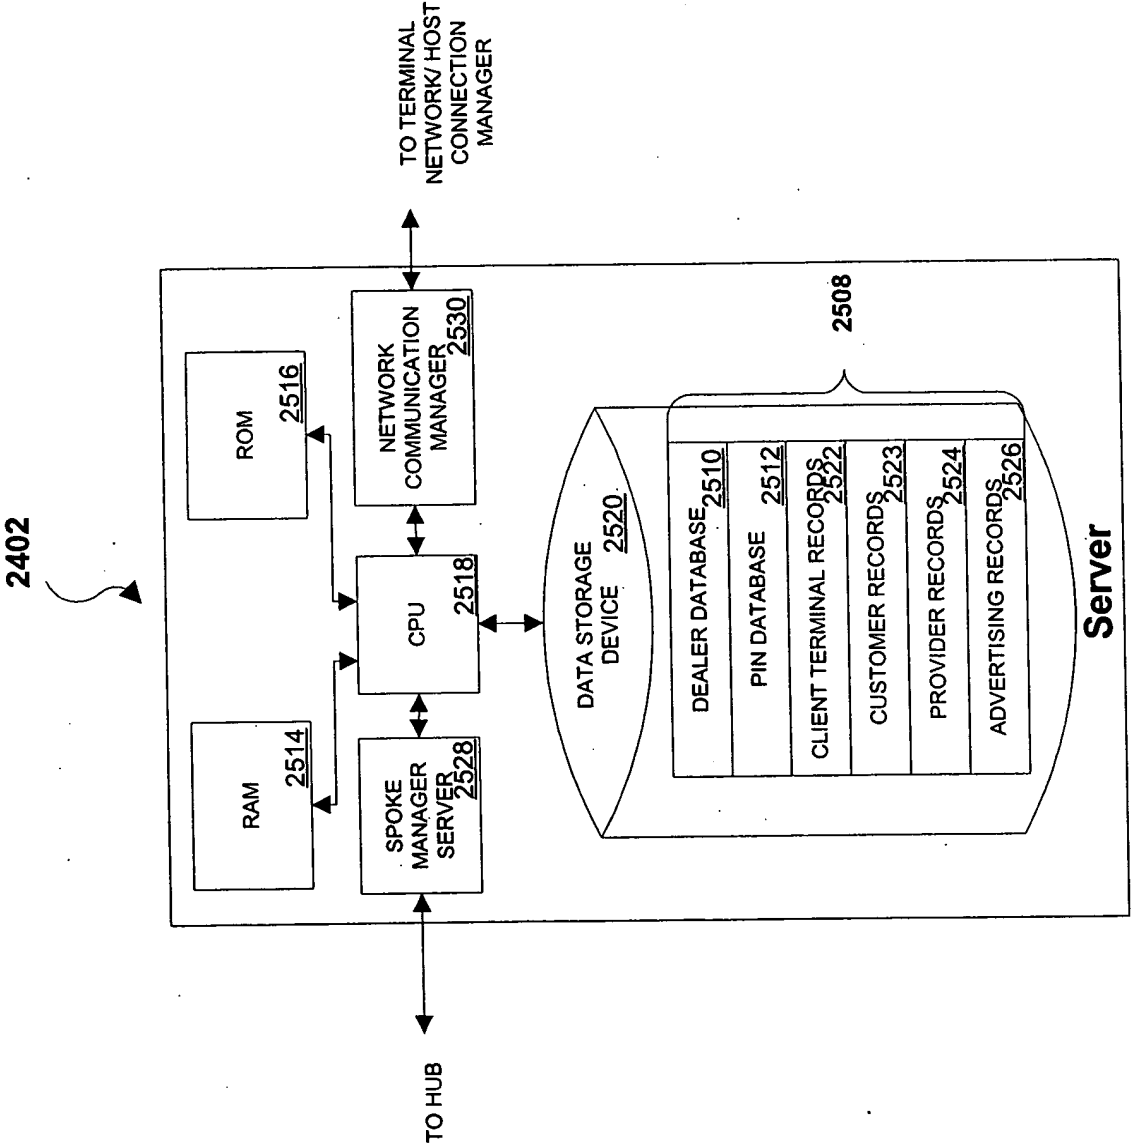 2402
RAM
2514
ROM
2516
TO HUB
SPOKE
MANAGER
SERVER
2528
CPU
2518
NETWORK
COMMUNICATION
MANAGER
2530
TO TERMINAL
NETWORK/ HOST
CONNECTION
MANAGER
DATA STORAGE
DEVICE 2520
DEALER DATABASE 2510
PIN DATABASE 2512
CLIENT TERMINAL RECORDS 2522
CUSTOMER RECORDS 2523
PROVIDER RECORDS 2524
ADVERTISING RECORDS 2526
2508
Server